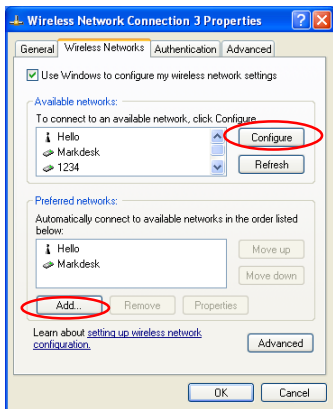 Wireless Network Connection 3 Properties
General Wireless Networks Authentication Advanced
Use Windows to configure my wireless network settings
Available networks:
To connect to an available network, click Configure.
Hello
Markdesk
1234
Configure
Refresh
Preferred networks:
Automatically connect to available networks in the order listed
below:
Hello
Markdesk
Move up
Move down
Add... Remove Properties
Learn about setting up wireless network
configuration.
Advanced
OK Cancel